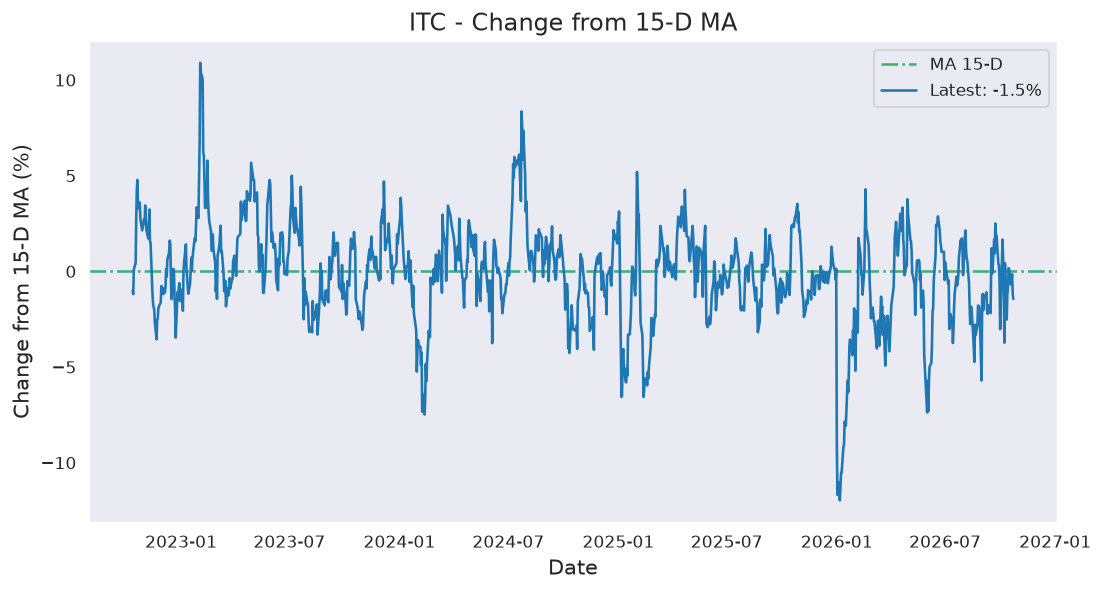 ITC - Change from 15-D MA
MA 15-D
Latest: -1.5%
Change from 15-D MA (%)
10
5
0
−5
−10
2023-01 2023-07 2024-01 2024-07 2025-01 2025-07 2026-01 2026-07 2027-01
Date